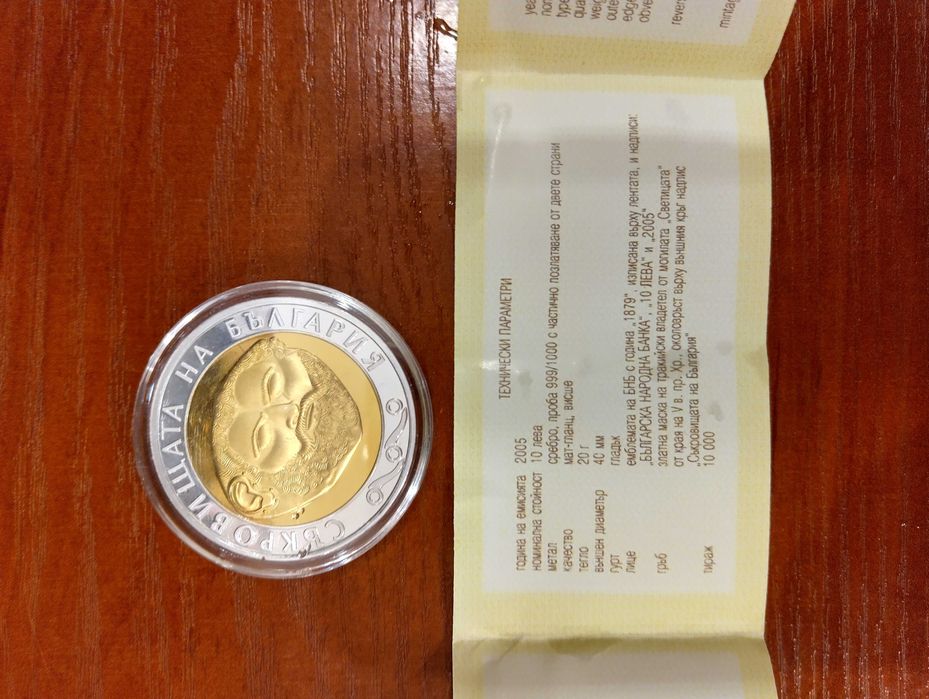 СЪКРОВИЩАТА НА БЪЛГАРИЯ
ТЕХНИЧЕСКИ ПАРАМЕТРИ
година на емисията 2005
номинална стойност 10 лева
метал сребро, проба 999/1000 с частично позлатяване от двете страни
качество мат-гланц, висше
тегло 20 г
външен диаметър 40 мм
гурт гладък
лице емблемата на БНБ с година „1879", изписана върху лентата, и надписи:
„БЪЛГАРСКА НАРОДНА БАНКА", „10 ЛЕВА" и „2005"
гръб златна маска на тракийски владетел от могилата „Светицата"
от края на V в. пр. Хр., околовръст върху външния кръг надпис
„Съкровищата на България"
тираж 10 000